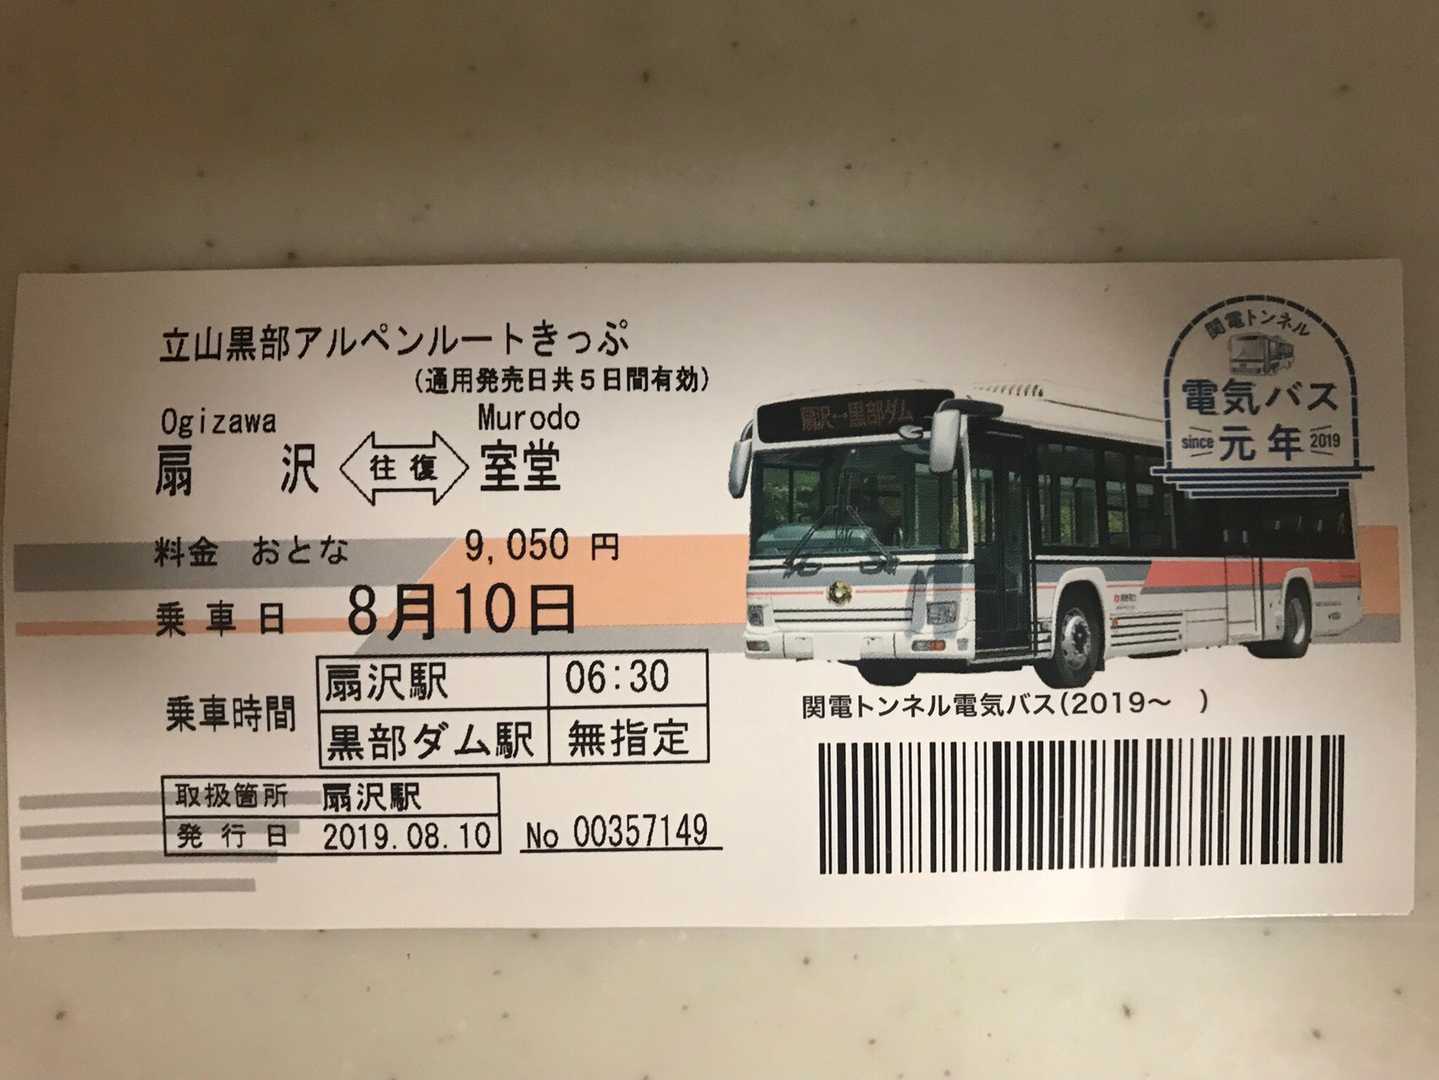 立山黒部アルペンルートきっぷ
(通用発売日共5日間有効)
Ogizawa Murodo
扇 沢 往復 室堂
料金 おとな 9,050 円
乗車日 8月10日
乗車時間
扇沢駅 06:30
黒部ダム駅 無指定
取扱箇所 扇沢駅
発行日 2019.08.10
No 00357149
関電トンネル
電気バス
since 元年 2019
扇沢↔黒部ダム
関電トンネル電気バス(2019～ )